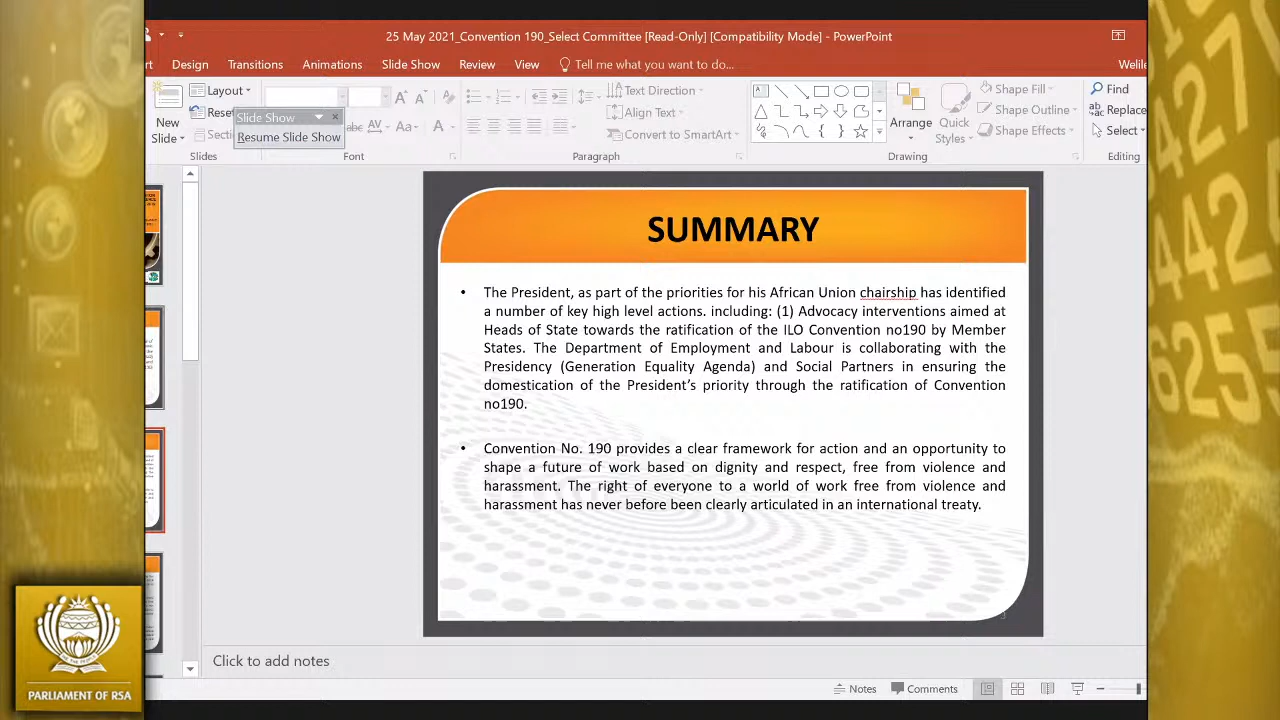 25 May 2021_Convention 190_Select Committee [Read-Only] [Compatibility Mode] - PowerPoint
rt Design Transitions Animations Slide Show Review View Tell me what you want to do... Welile
New
Slide
Layout
Reset
Section
Slides
Slide Show
Resume Slide Show
abc AV Aa A
Font
Text Direction
Align Text
Convert to SmartArt
Paragraph
Arrange
Quick
Styles
Shape Fill
Shape Outline
Shape Effects
Drawing
Find
Replace
Select
Editing
SUMMARY
• The President, as part of the priorities for his African Union chairship has identified
a number of key high level actions. including: (1) Advocacy interventions aimed at
Heads of State towards the ratification of the ILO Convention no190 by Member
States. The Department of Employment and Labour is collaborating with the
Presidency (Generation Equality Agenda) and Social Partners in ensuring the
domestication of the President's priority through the ratification of Convention
no190.
• Convention No. 190 provides a clear framework for action and an opportunity to
shape a future of work based on dignity and respect, free from violence and
harassment. The right of everyone to a world of work free from violence and
harassment has never before been clearly articulated in an international treaty.
3
Click to add notes
Notes Comments
PARLIAMENT OF RSA